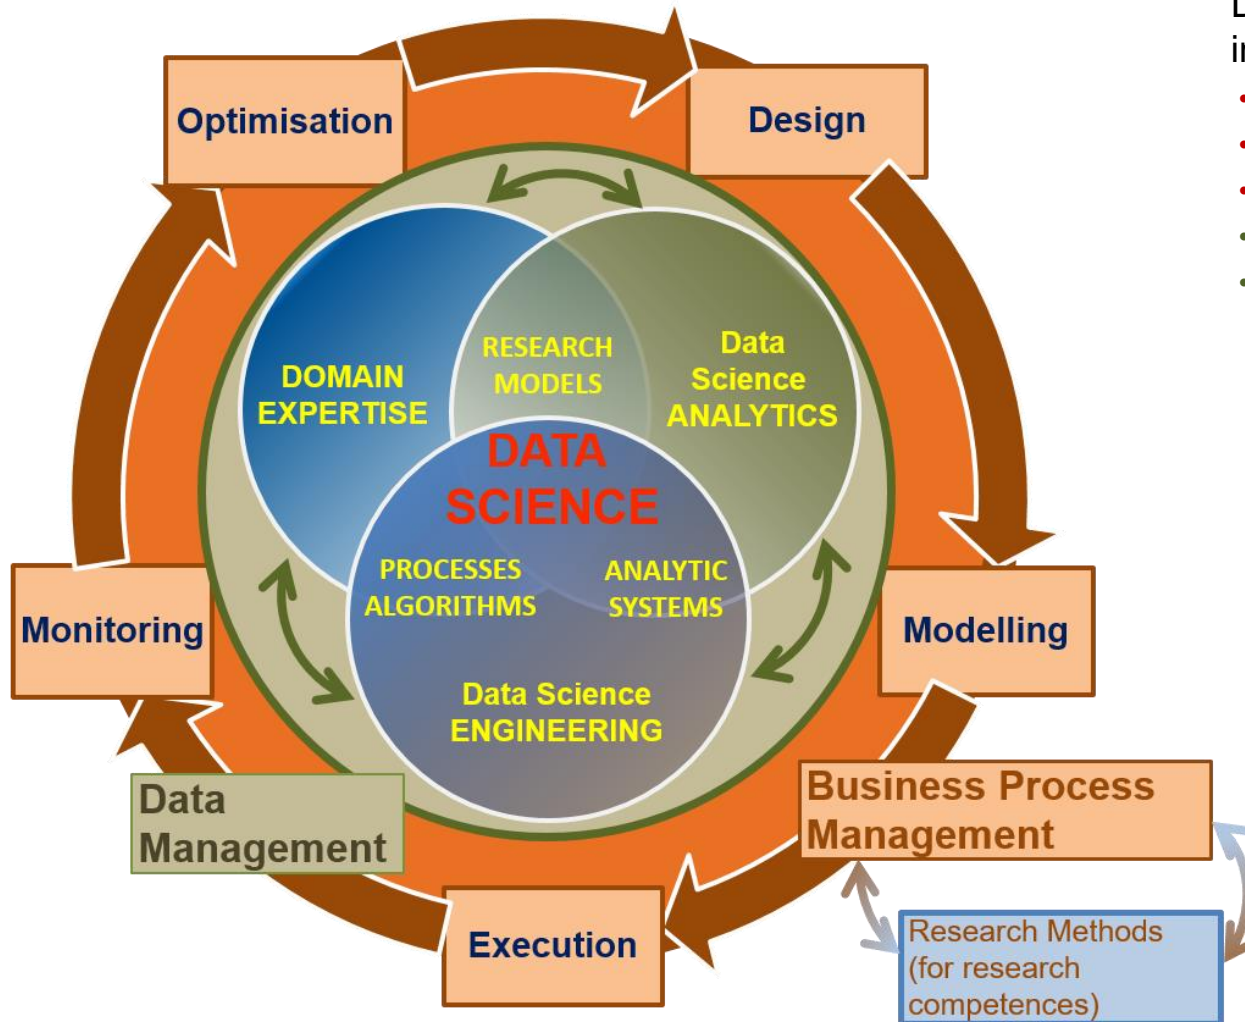 Optimisation
Design
DOMAIN
EXPERTISE
RESEARCH
MODELS
Data
Science
ANALYTICS
DATA
SCIENCE
PROCESSES
ALGORITHMS
ANALYTIC
SYSTEMS
Monitoring
Modelling
Data Science
ENGINEERING
Data
Management
Business Process
Management
Execution
Research Methods
(for research
competences)